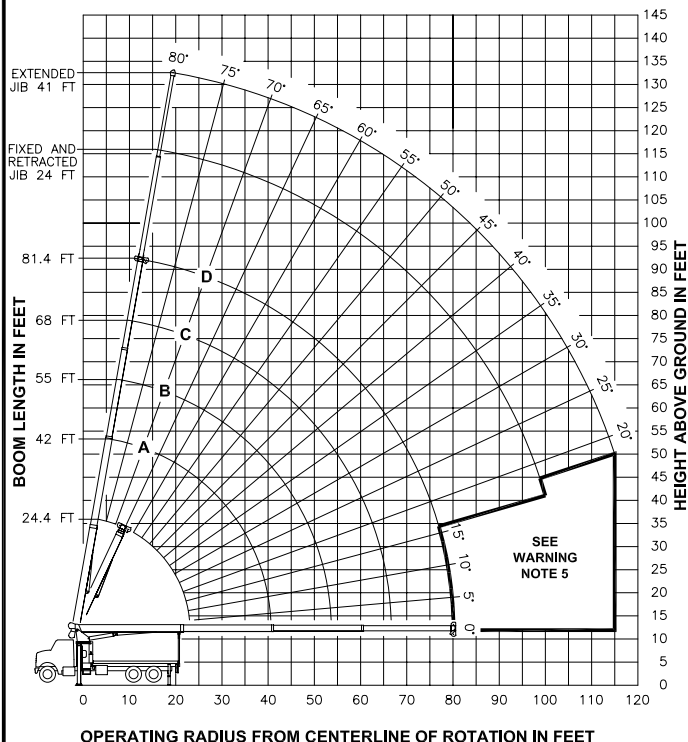 145
140
135
130
125
120
115
110
105
100
95
90
85
80
75
70
65
60
55
50
45
40
35
30
25
20
15
10
5
0
HEIGHT ABOVE GROUND IN FEET
EXTENDED
JIB 41 FT
FIXED AND
RETRACTED
JIB 24 FT
81.4 FT
68 FT
55 FT
42 FT
24.4 FT
BOOM LENGTH IN FEET
80°
75°
70°
65°
60°
55°
50°
45°
40°
35°
30°
25°
20°
15°
10°
5°
0°
D
C
B
A
SEE
WARNING
NOTE 5
0 10 20 30 40 50 60 70 80 90 100 110 120
OPERATING RADIUS FROM CENTERLINE OF ROTATION IN FEET